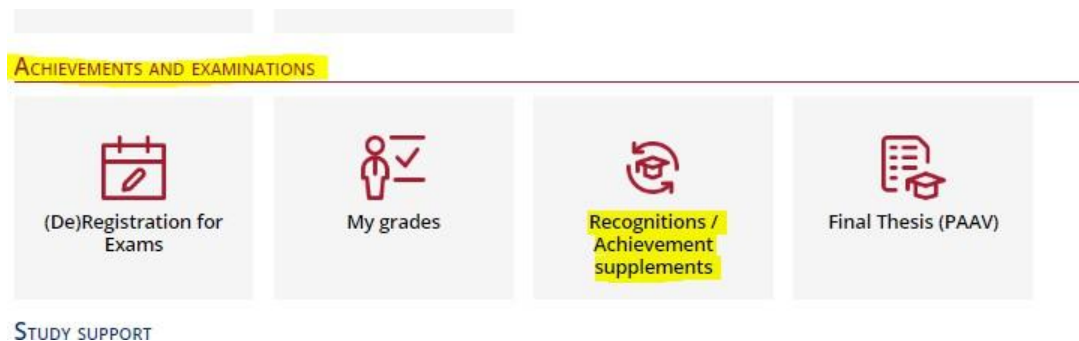 ACHIEVEMENTS AND EXAMINATIONS
(De)Registration for
Exams
My grades
Recognitions /
Achievement
supplements
Final Thesis (PAAV)
STUDY SUPPORT